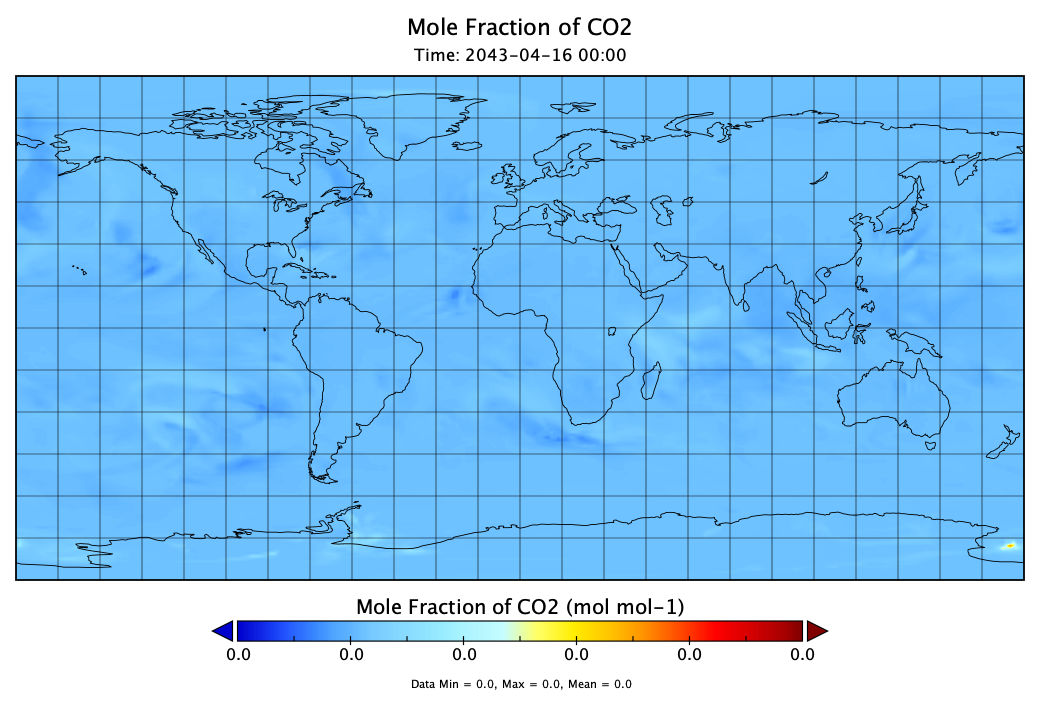 Mole Fraction of CO2
Time: 2043-04-16 00:00
Mole Fraction of CO2 (mol mol-1)
0.0 0.0 0.0 0.0 0.0 0.0
Data Min = 0.0, Max = 0.0, Mean = 0.0